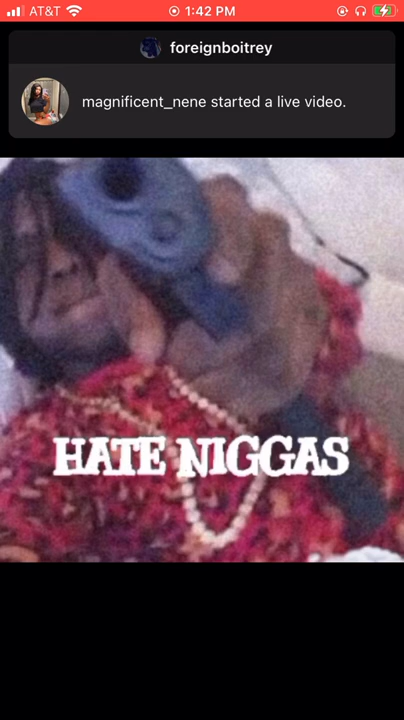 AT&T 1:42 PM
foreignboitrey
magnificent_nene started a live video.
HATE NIGGAS